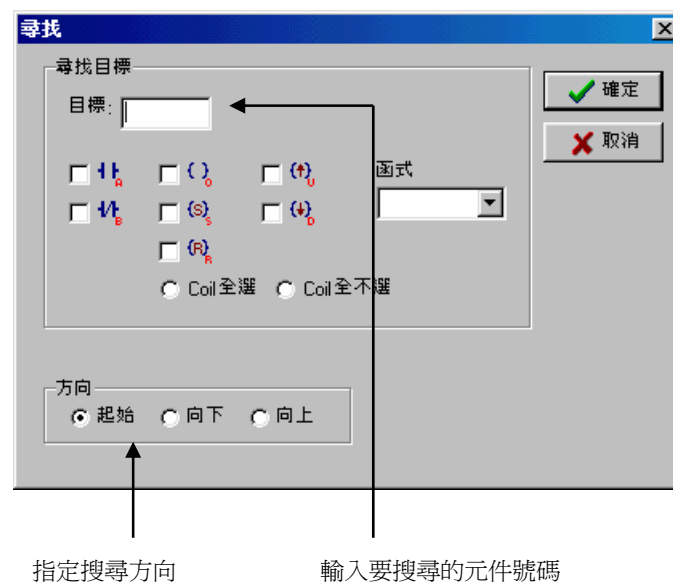 尋找
尋找目標
目標:
確定
取消
A
O
U
函式
B
S
S
D
R
R
Coil全選 Coil全不選
方向
起始 向下 向上
指定搜尋方向 輸入要搜尋的元件號碼